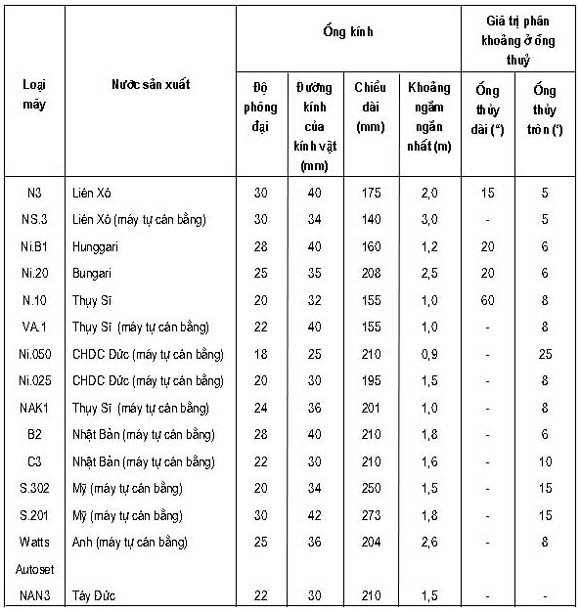 Loại máy | Nước sản xuất | Ống kính | Giá trị phân khoảng ở ống thuỷ
Độ phóng đại | Đường kính của kính vật (mm) | Chiều dài (mm) | Khoảng ngắm ngắn nhất (m) | Ống thủy dài (") | Ống thủy tròn (')
N3 | Liên Xô | 30 | 40 | 175 | 2,0 | 15 | 5
NS.3 | Liên Xô (máy tự cân bằng) | 30 | 34 | 140 | 3,0 | - | 5
Ni.B1 | Hunggari | 28 | 40 | 160 | 1,2 | 20 | 6
Ni.20 | Bungari | 25 | 35 | 208 | 2,5 | 20 | 6
N.10 | Thụy Sĩ | 20 | 32 | 155 | 1,0 | 60 | 8
VA.1 | Thụy Sĩ (máy tự cân bằng) | 22 | 40 | 155 | 1,0 | - | 8
Ni.050 | CHDC Đức (máy tự cân bằng) | 18 | 25 | 210 | 0,9 | - | 25
Ni.025 | CHDC Đức (máy tự cân bằng) | 20 | 30 | 195 | 1,5 | - | 8
NAK1 | Thụy Sĩ (máy tự cân bằng) | 24 | 36 | 201 | 1,0 | - | 8
B2 | Nhật Bản (máy tự cân bằng) | 28 | 40 | 210 | 1,8 | - | 6
C3 | Nhật Bản (máy tự cân bằng) | 22 | 30 | 210 | 1,6 | - | 10
S.302 | Mỹ (máy tự cân bằng) | 20 | 34 | 250 | 1,5 | - | 15
S.201 | Mỹ (máy tự cân bằng) | 30 | 42 | 273 | 1,8 | - | 15
Watts | Anh (máy tự cân bằng) | 25 | 36 | 204 | 2,6 | - | 8
Autoset
NAN3 | Tây Đức | 22 | 30 | 210 | 1,5 | - | -